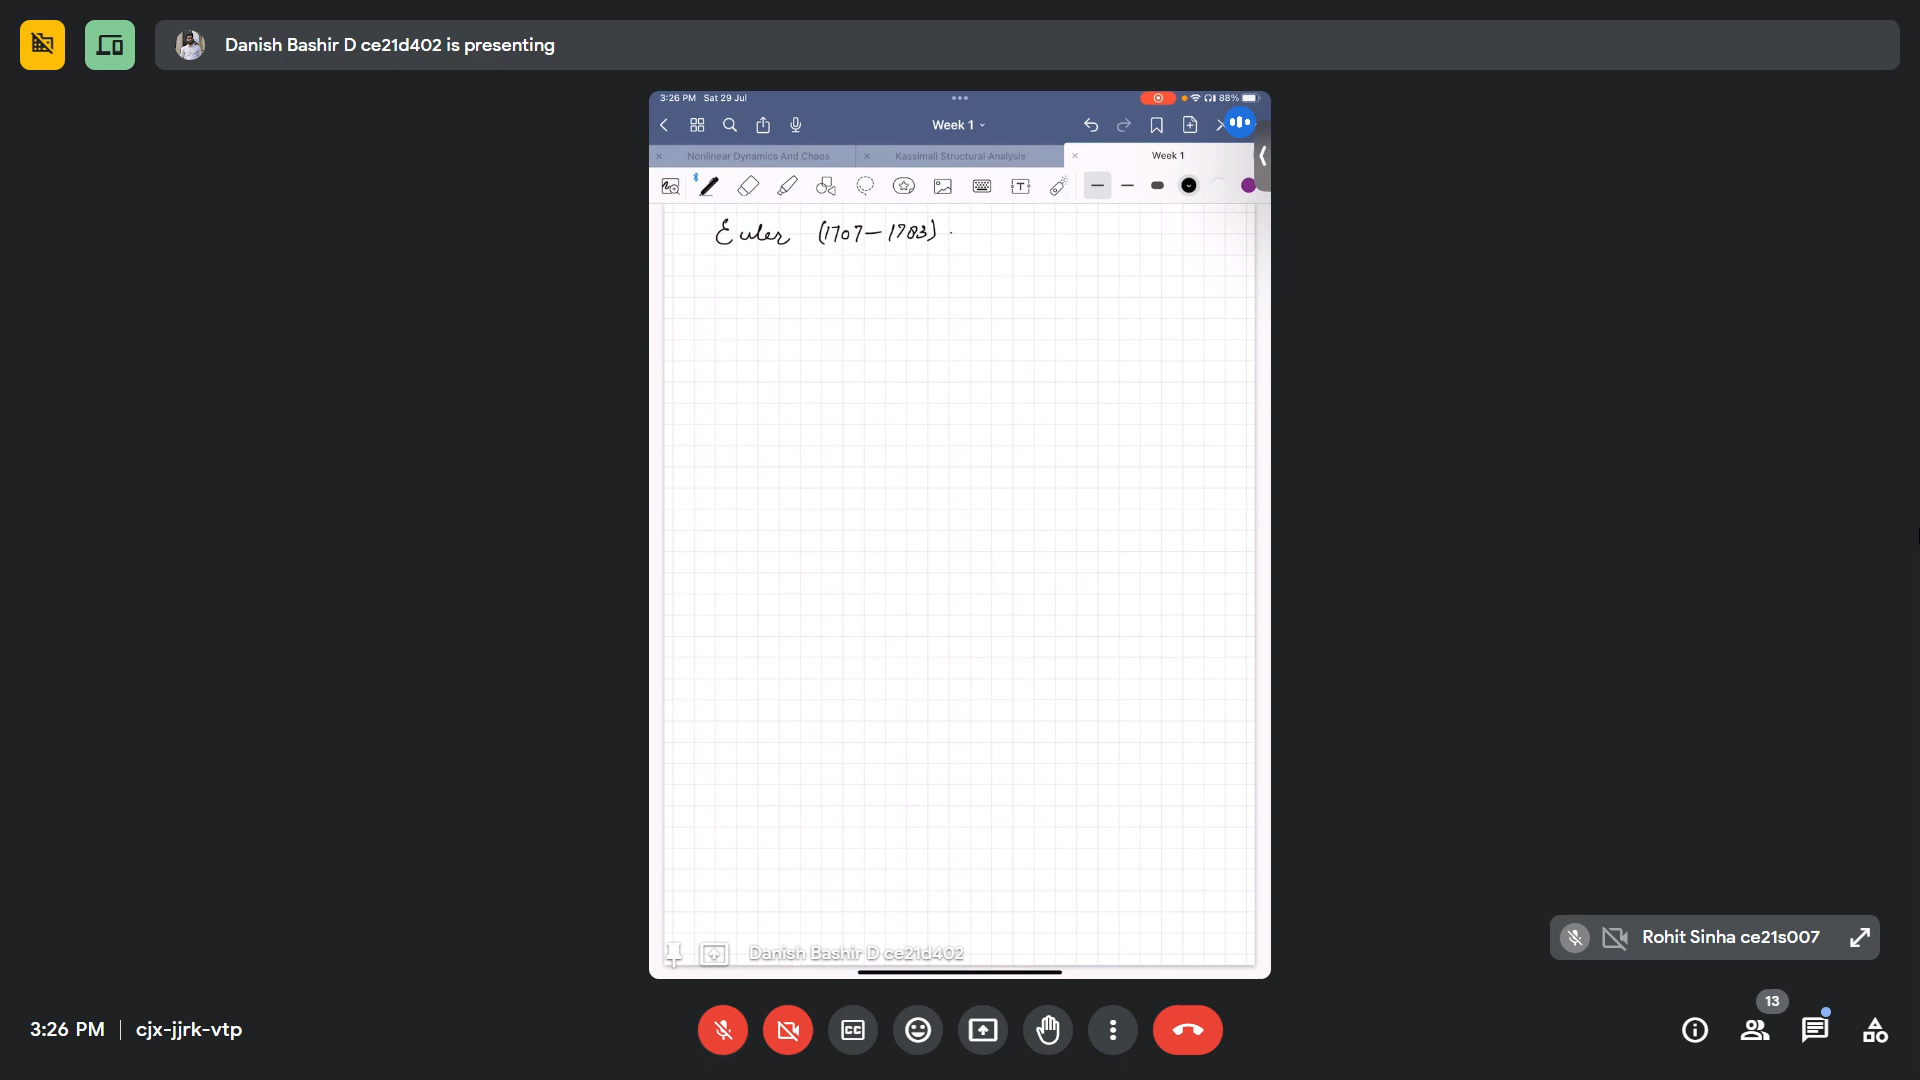 Danish Bashir D ce21d402 is presenting
3:26 PM Sat 29 Jul
88%
Week 1
Nonlinear Dynamics And Chaos
Kassimali Structural Analysis
Week 1
Euler (1707-1783) .
Danish Bashir D ce21d402
Rohit Sinha ce21s007
3:26 PM | cjx-jjrk-vtp
CC
13